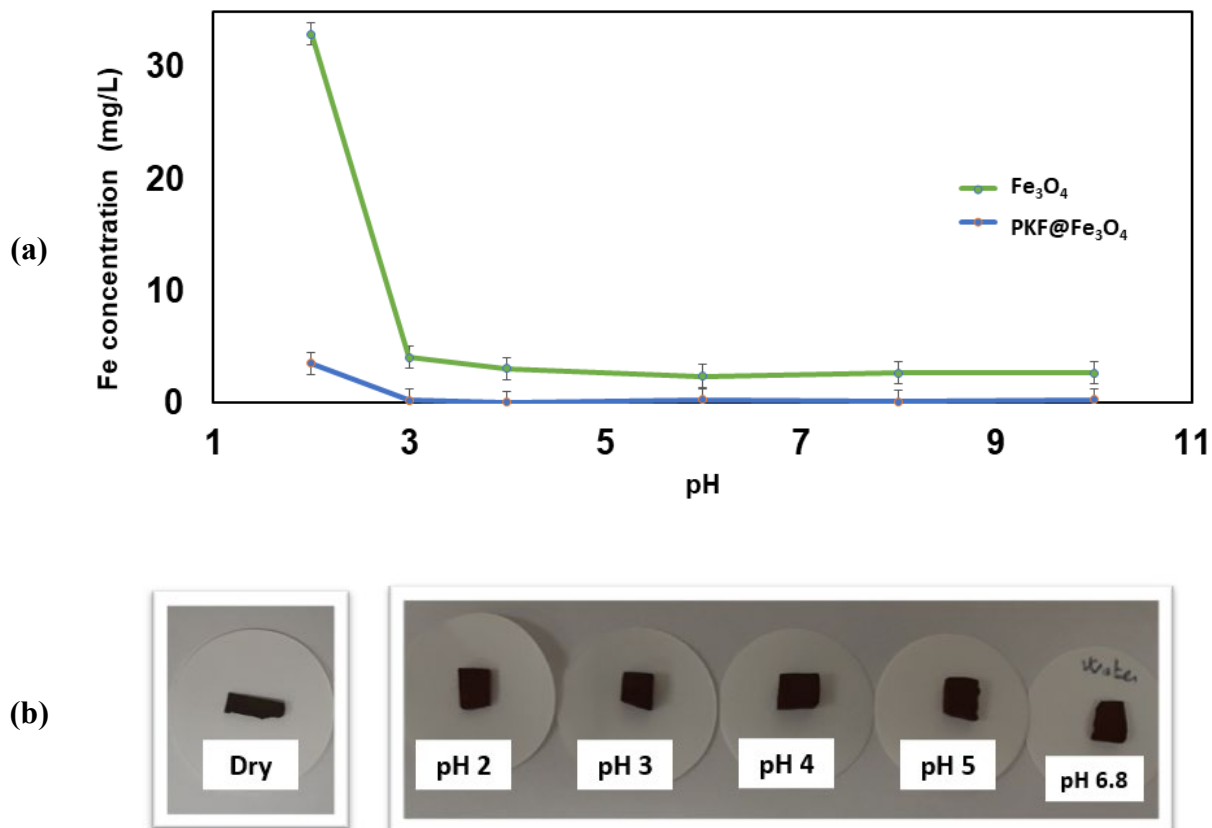 (a)
Fe concentration (mg/L)
30
20
10
0
1 3 5 7 9 11
pH
Fe₃O₄
PKF@Fe₃O₄
(b)
Dry
pH 2
pH 3
pH 4
pH 5
water
pH 6.8